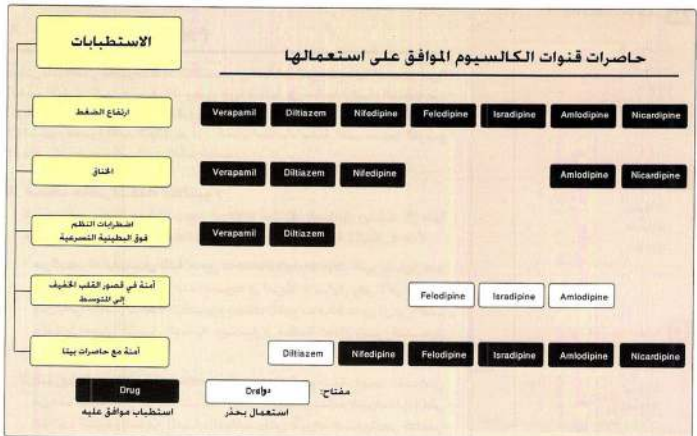 الاستطبابات
حاصرات قنوات الكالسيوم الموافق على استعمالها
ارتفاع الضغط
Verapamil Diltiazem Nifedipine Felodipine Isradipine Amlodipine Nicardipine
الخناق
Verapamil Diltiazem Nifedipine Amlodipine Nicardipine
اضطرابات النظم
فوق البطينية التسرعية
Verapamil Diltiazem
آمنة في قصور القلب الخفيف
إلى المتوسط
Felodipine Isradipine Amlodipine
آمنة مع حاصرات بيتا
Diltiazem Nifedipine Felodipine Isradipine Amlodipine Nicardipine
مفتاح:
Drug
استطباب موافق عليه
استعمال بحذر